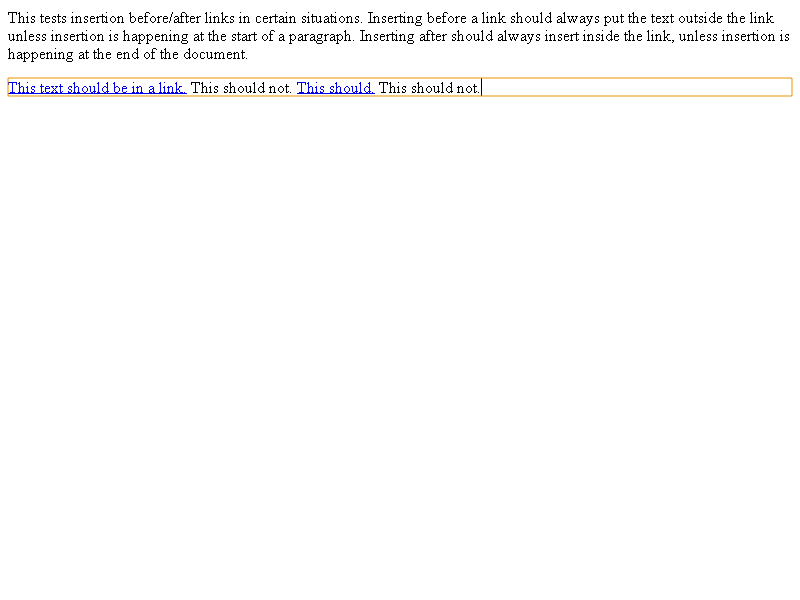 This tests insertion before/after links in certain situations. Inserting before a link should always put the text outside the link
unless insertion is happening at the start of a paragraph. Inserting after should always insert inside the link, unless insertion is
happening at the end of the document.
This text should be in a link. This should not. This should. This should not.